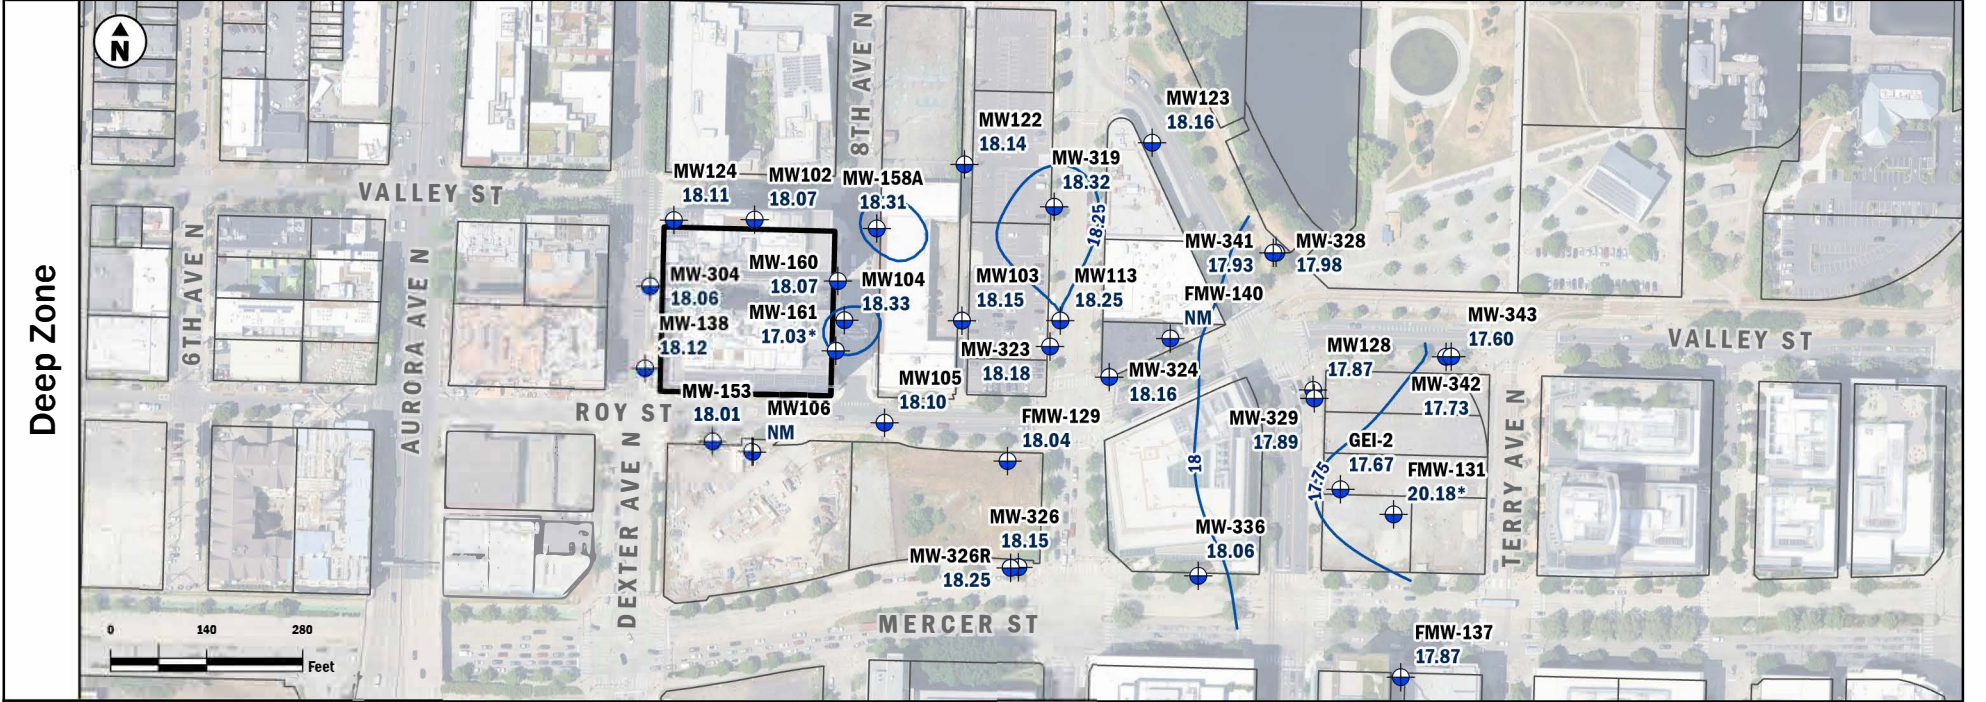 Deep Zone
N
8TH AVE N
MW123
18.16
MW122
18.14
MW-319
18.32
MW124
18.11
MW102
18.07
MW-158A
18.31
VALLEY ST
18.25
6TH AVE N
AURORA AVE N
MW-341
17.93
MW-328
17.98
MW-304
18.06
MW-160
18.07
MW104
18.33
MW103
18.15
MW113
18.25
FMW-140
NM
MW-138
18.12
MW-161
17.03*
MW-343
17.60
VALLEY ST
MW-323
18.18
MW128
17.87
MW-324
18.16
MW-342
17.73
MW-153
18.01
MW106
NM
MW105
18.10
ROY ST
FMW-129
18.04
MW-329
17.89
GEI-2
17.67
FMW-131
20.18*
18
17.75
DEXTER AVE N
TERRY AVE N
MW-326
18.15
MW-336
18.06
MW-326R
18.25
MERCER ST
FMW-137
17.87
0
140
280
Feet